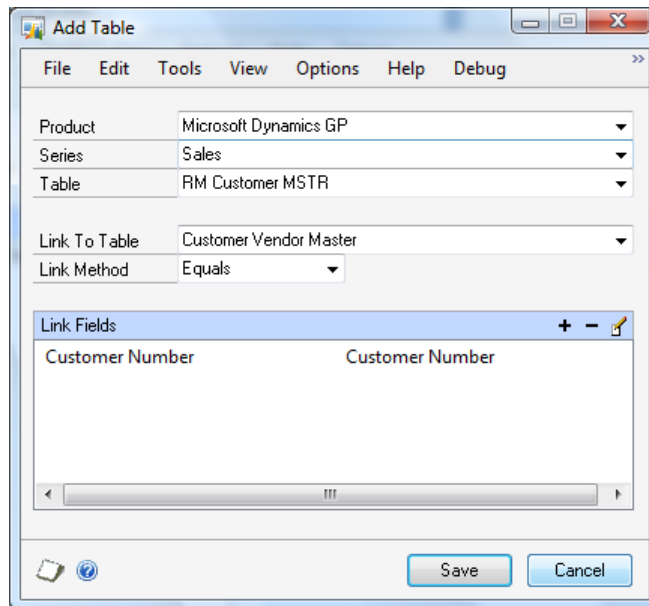 Add Table
File Edit Tools View Options Help Debug
Product Microsoft Dynamics GP
Series Sales
Table RM Customer MSTR
Link To Table Customer Vendor Master
Link Method Equals
Link Fields
Customer Number Customer Number
Save Cancel